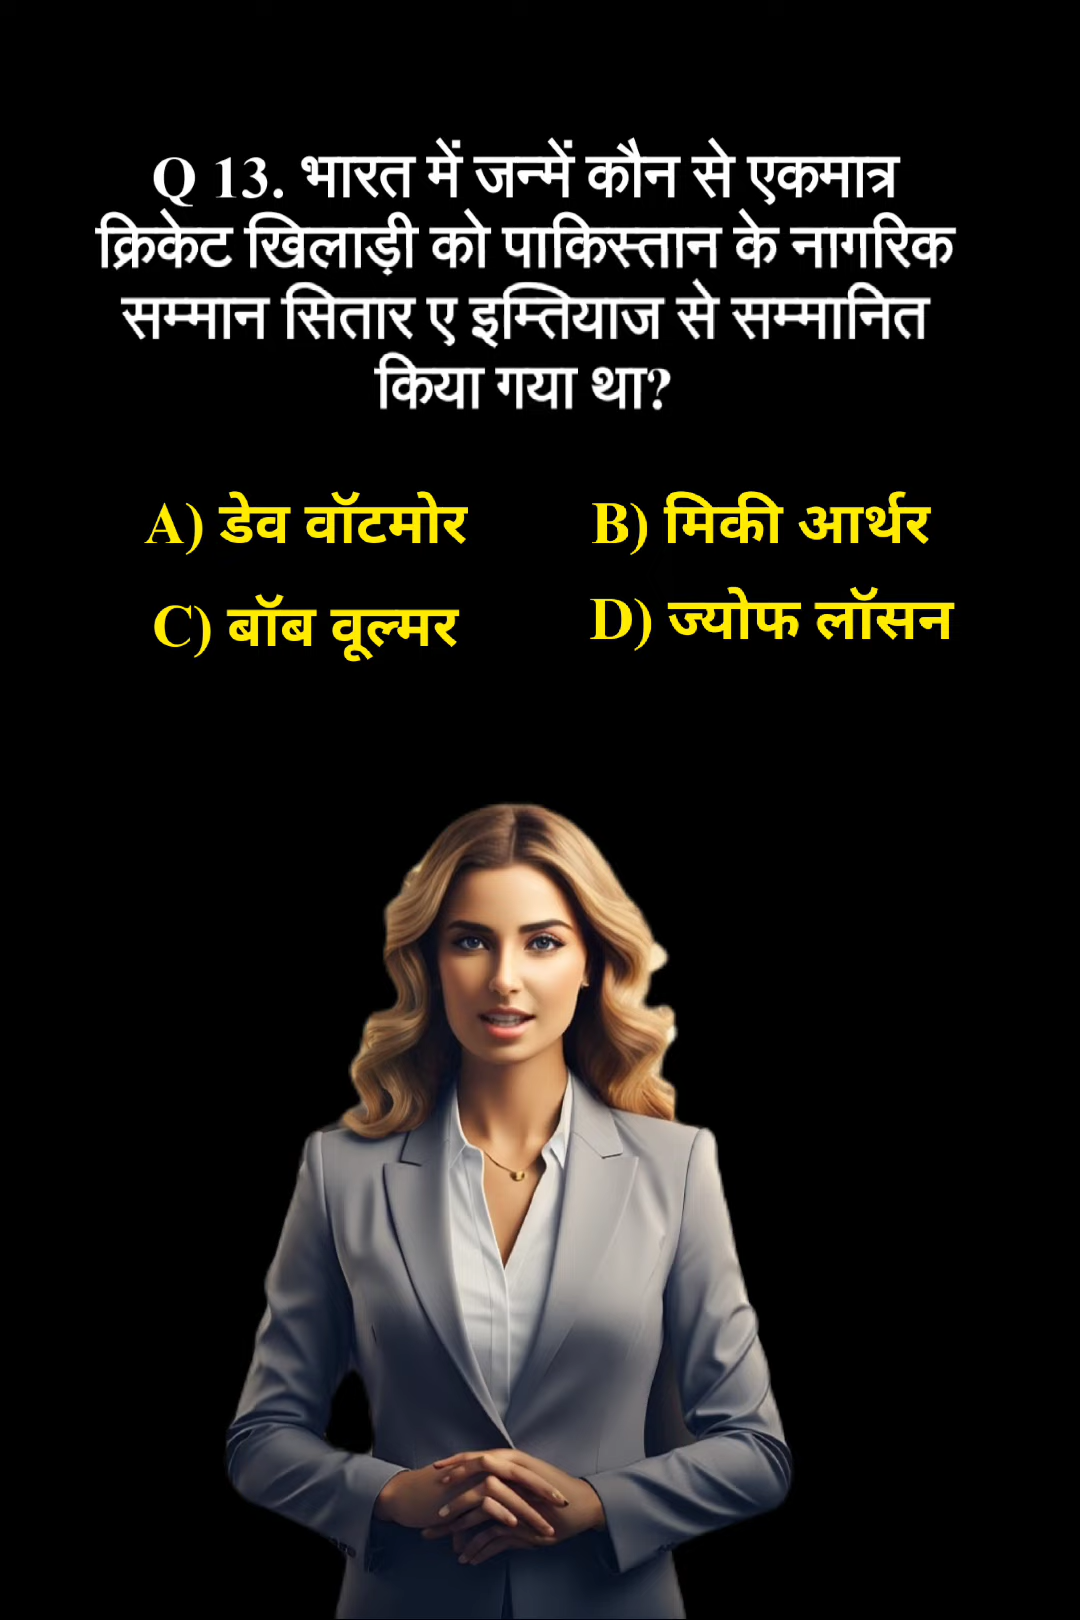 Q 13. भारत में जन्में कौन से एकमात्र
क्रिकेट खिलाड़ी को पाकिस्तान के नागरिक
सम्मान सितार ए इम्तियाज से सम्मानित
किया गया था?
A) डेव वॉटमोर
B) मिकी आर्थर
C) बॉब वूल्मर
D) ज्योफ लॉसन